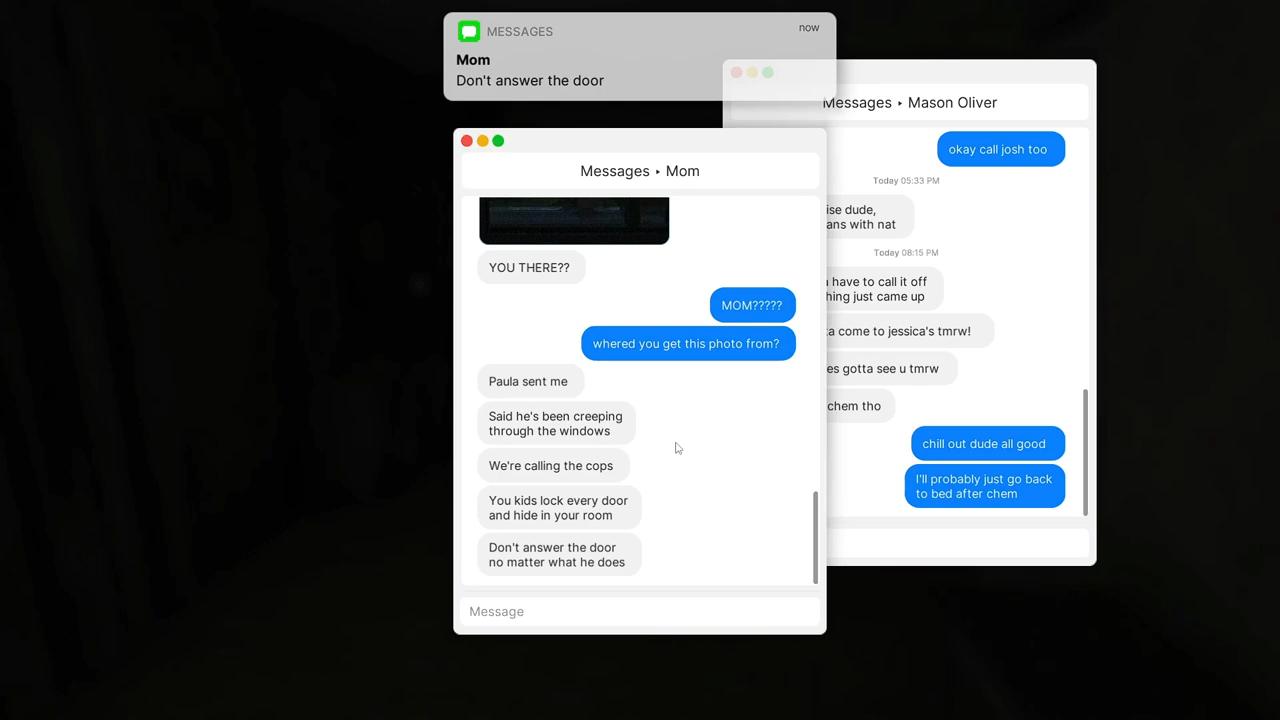 MESSAGES
now
Mom
Don't answer the door
Messages ‣ Mason Oliver
okay call josh too
Today 05:33 PM
ise dude,
ans with nat
Today 08:15 PM
have to call it off
hing just came up
a come to jessica's tmrw!
es gotta see u tmrw
chem tho
chill out dude all good
I'll probably just go back
to bed after chem
Messages ‣ Mom
YOU THERE??
MOM?????
whered you get this photo from?
Paula sent me
Said he's been creeping
through the windows
We're calling the cops
You kids lock every door
and hide in your room
Don't answer the door
no matter what he does
Message